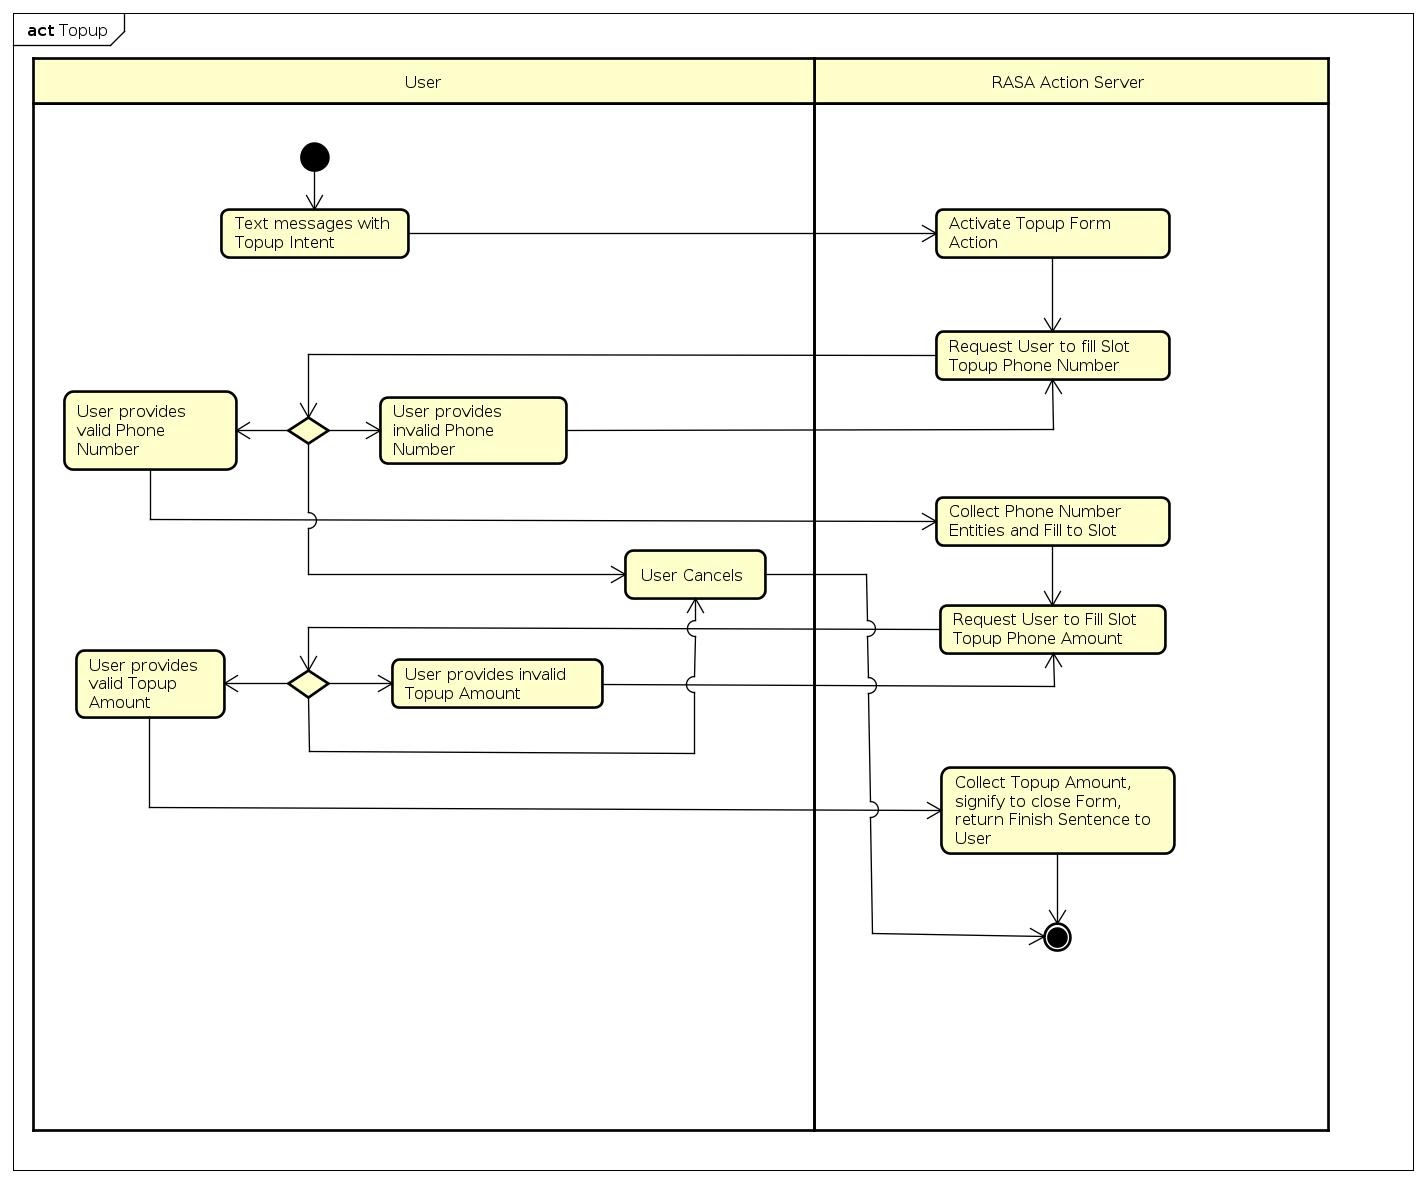 act Topup
User
RASA Action Server
Text messages with
Topup Intent
Activate Topup Form
Action
Request User to fill Slot
Topup Phone Number
User provides
valid Phone
Number
User provides
invalid Phone
Number
Collect Phone Number
Entities and Fill to Slot
User Cancels
Request User to Fill Slot
Topup Phone Amount
User provides
valid Topup
Amount
User provides invalid
Topup Amount
Collect Topup Amount,
signify to close Form,
return Finish Sentence to
User